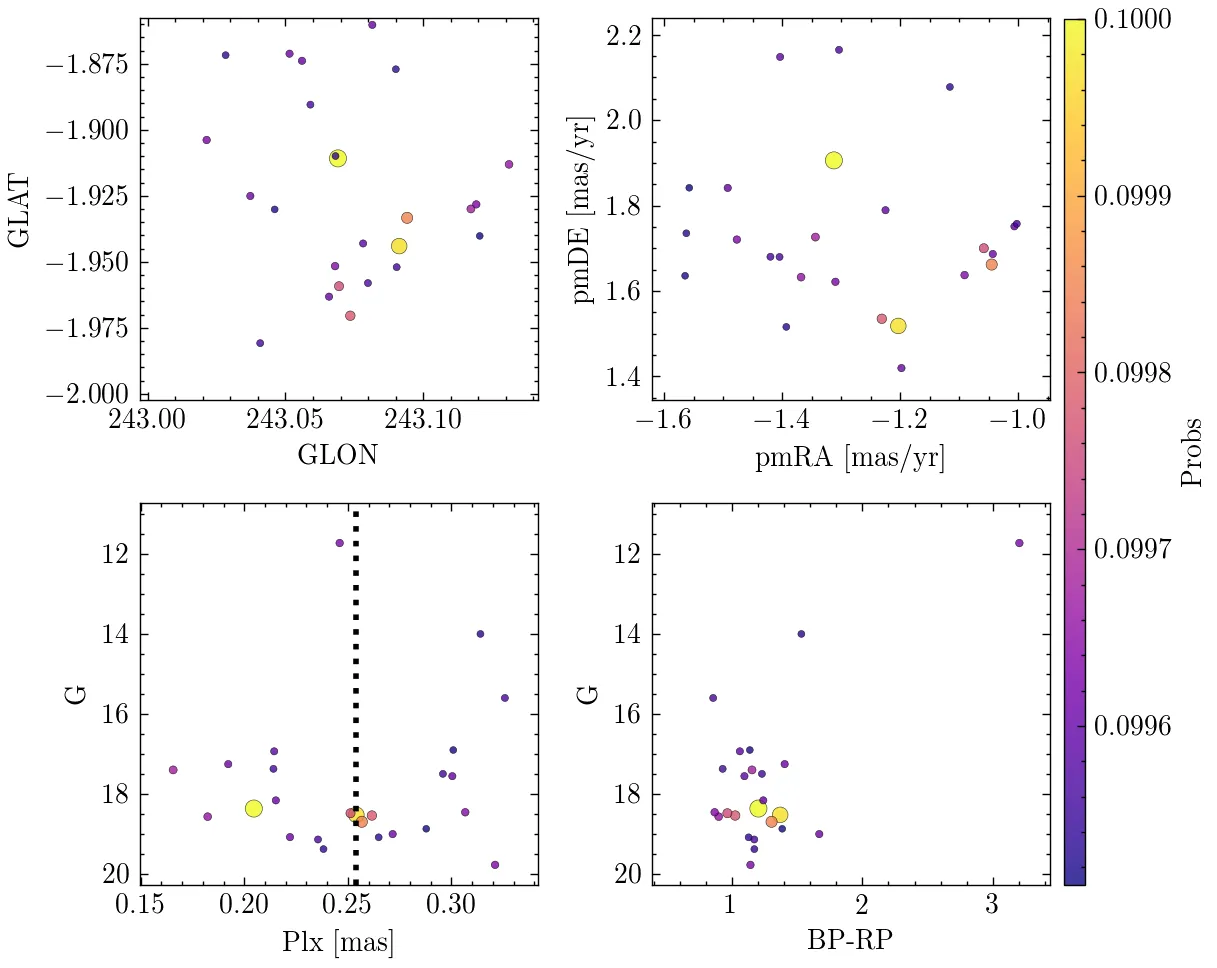 −1.875
−1.900
−1.925
−1.950
−1.975
−2.000
GLAT
243.00 243.05 243.10
GLON
2.2
2.0
1.8
1.6
1.4
pmDE [mas/yr]
−1.6 −1.4 −1.2 −1.0
pmRA [mas/yr]
0.1000
0.0999
0.0998
0.0997
0.0996
Probs
12
14
16
18
20
G
0.15 0.20 0.25 0.30
Plx [mas]
12
14
16
18
20
G
1 2 3
BP-RP